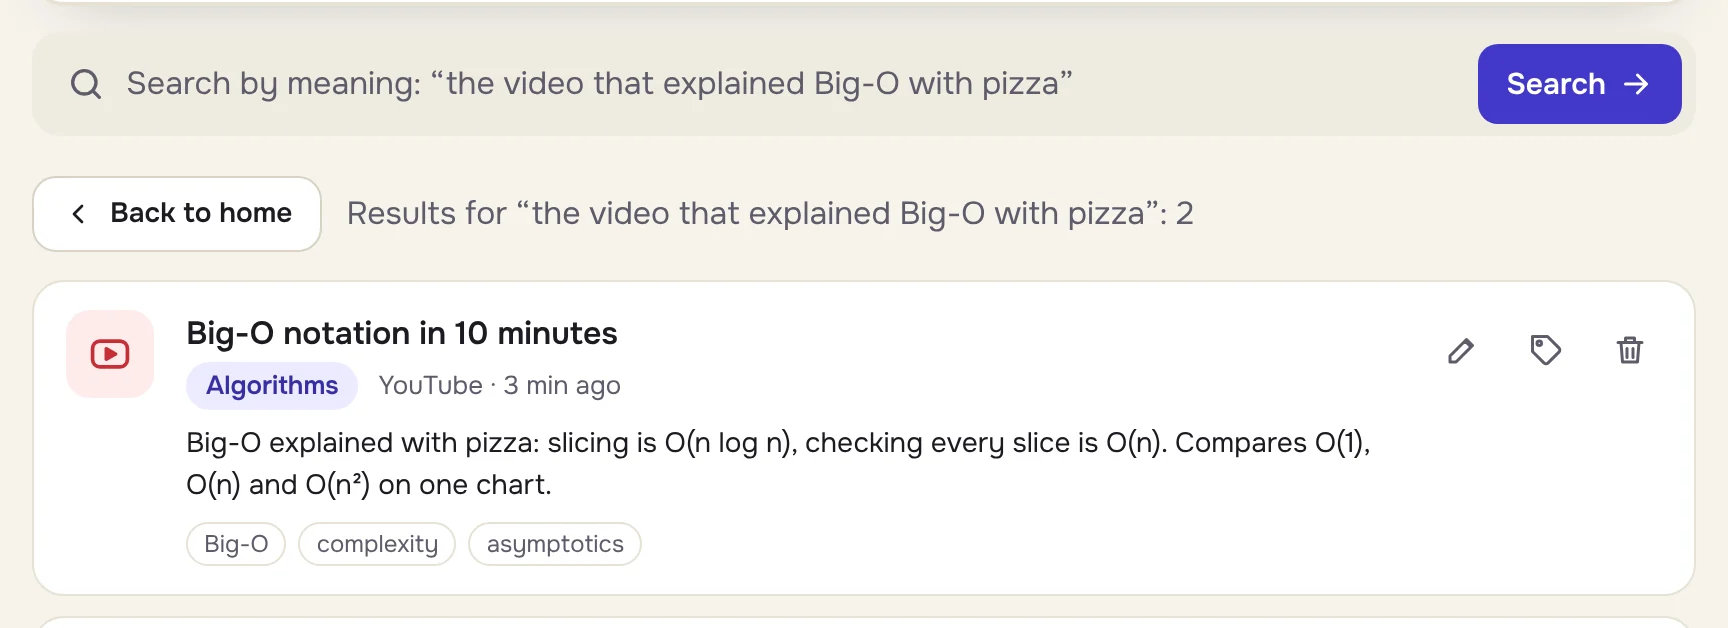 Search by meaning: “the video that explained Big-O with pizza”
Search →
Back to home
Results for “the video that explained Big-O with pizza”: 2
Big-O notation in 10 minutes
Algorithms
YouTube · 3 min ago
Big-O explained with pizza: slicing is O(n log n), checking every slice is O(n). Compares O(1),
O(n) and O(n²) on one chart.
Big-O
complexity
asymptotics